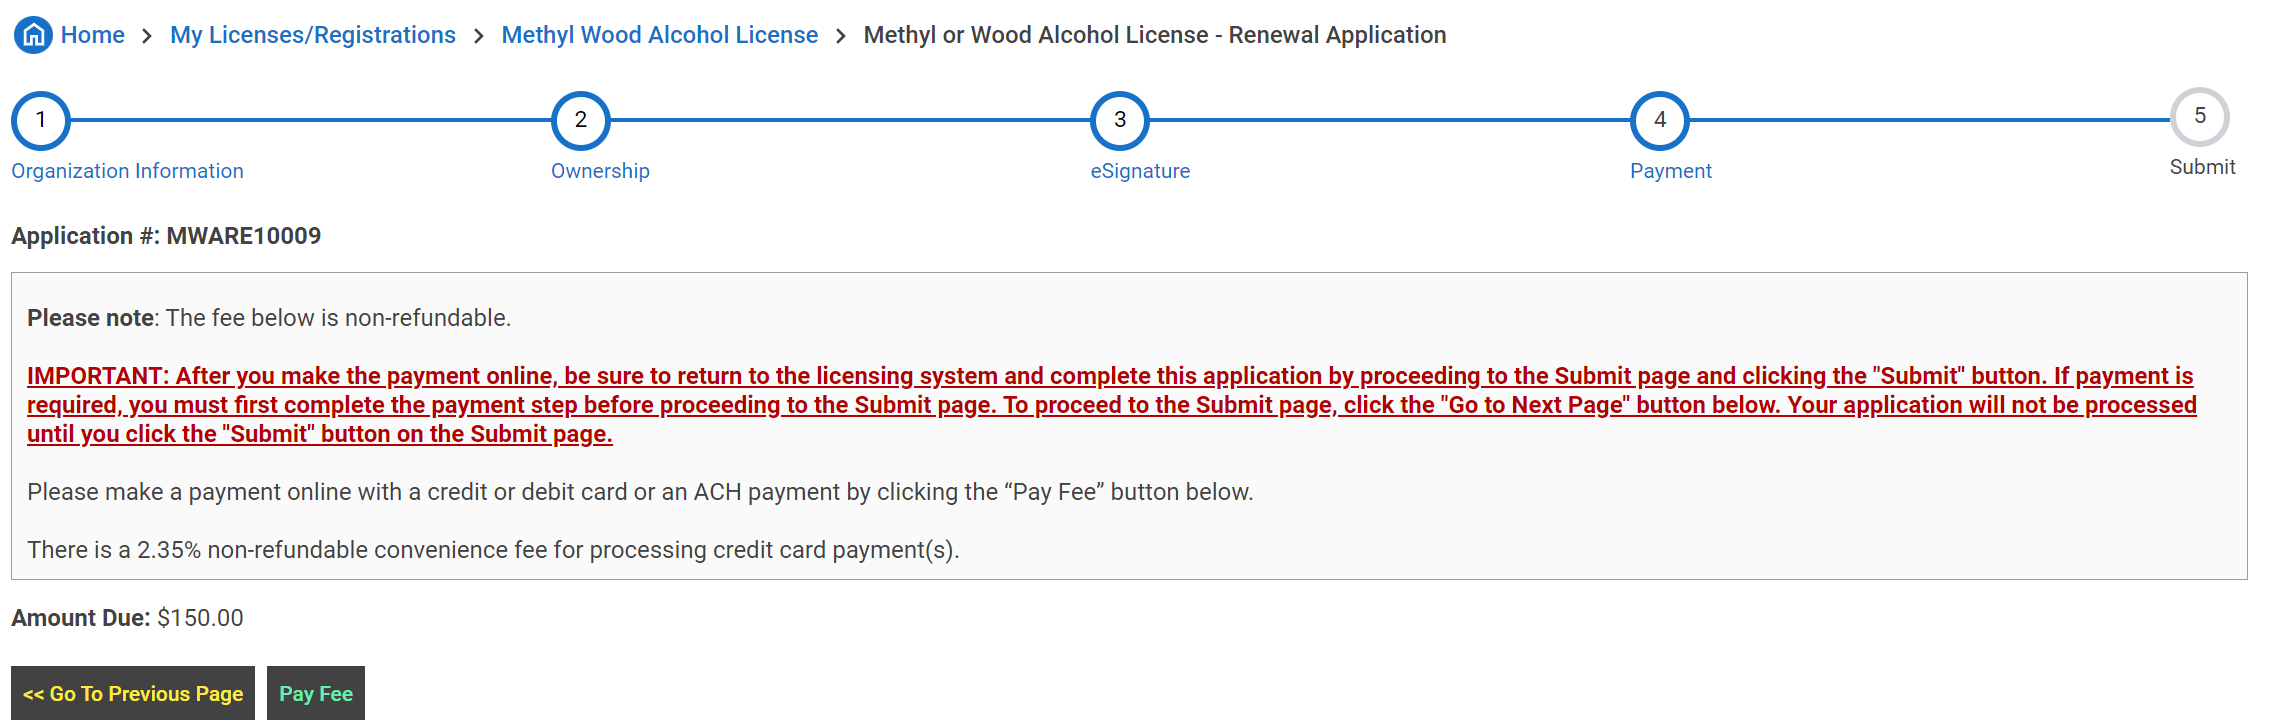 Home > My Licenses/Registrations > Methyl Wood Alcohol License > Methyl or Wood Alcohol License - Renewal Application
1 2 3 4 5
Organization Information Ownership eSignature Payment Submit
Application #: MWARE10009
Please note: The fee below is non-refundable.
IMPORTANT: After you make the payment online, be sure to return to the licensing system and complete this application by proceeding to the Submit page and clicking the "Submit" button. If payment is
required, you must first complete the payment step before proceeding to the Submit page. To proceed to the Submit page, click the "Go to Next Page" button below. Your application will not be processed
until you click the "Submit" button on the Submit page.
Please make a payment online with a credit or debit card or an ACH payment by clicking the “Pay Fee” button below.
There is a 2.35% non-refundable convenience fee for processing credit card payment(s).
Amount Due: $150.00
<< Go To Previous Page Pay Fee